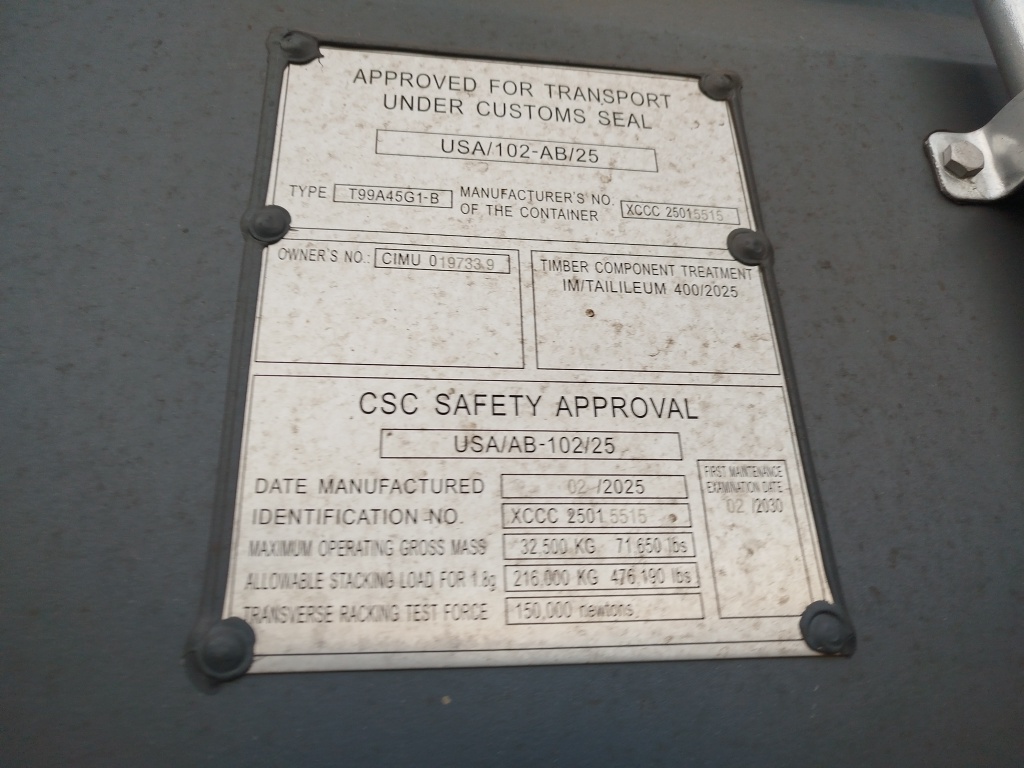 APPROVED FOR TRANSPORT
UNDER CUSTOMS SEAL
USA/102-AB/25
TYPE T99A45G1-B MANUFACTURER'S NO.
OF THE CONTAINER XCCC 25015515
OWNER'S NO.: CIMU 019733 9
TIMBER COMPONENT TREATMENT
IM/TAILILEUM 400/2025
CSC SAFETY APPROVAL
USA/AB-102/25
DATE MANUFACTURED 02 /2025
IDENTIFICATION NO. XCCC 2501 5515
MAXIMUM OPERATING GROSS MASS 32,500 KG 71,650 lbs
ALLOWABLE STACKING LOAD FOR 1.8g 216,000 KG 476,190 lbs
TRANSVERSE RACKING TEST FORCE 150,000 newtons
FIRST MAINTENANCE
EXAMINATION DATE
02 /2030